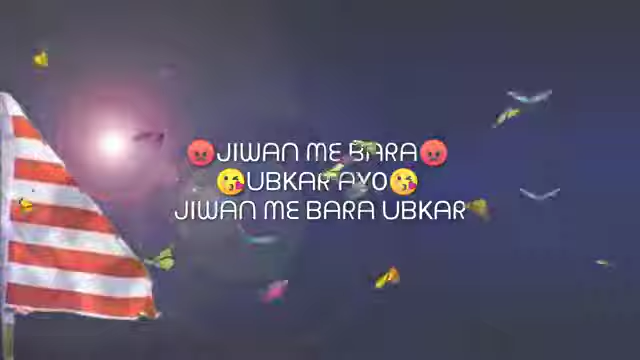 😡JIWAN ME BARA😡
😘UBKAR AYO😘
JIWAN ME BARA UBKAR